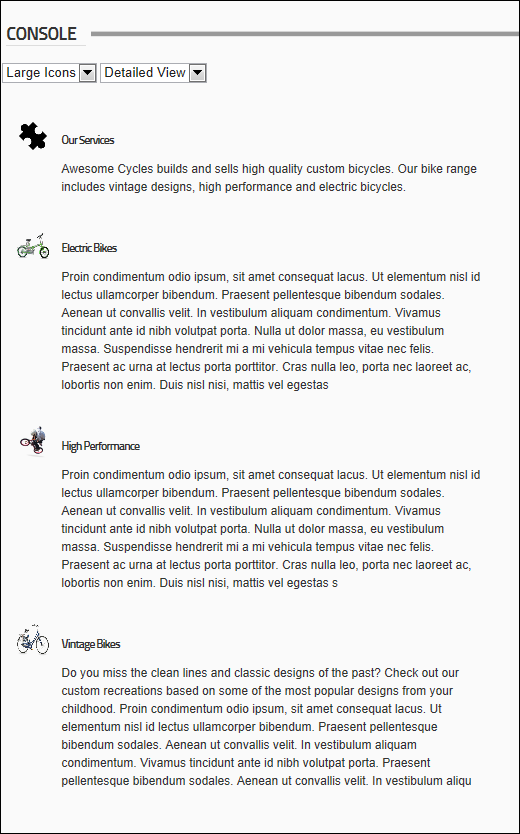 CONSOLE
Large Icons Detailed View
Our Services
Awesome Cycles builds and sells high quality custom bicycles. Our bike range
includes vintage designs, high performance and electric bicycles.
Electric Bikes
Proin condimentum odio ipsum, sit amet consequat lacus. Ut elementum nisl id
lectus ullamcorper bibendum. Praesent pellentesque bibendum sodales.
Aenean ut convallis velit. In vestibulum aliquam condimentum. Vivamus
tincidunt ante id nibh volutpat porta. Nulla ut dolor massa, eu vestibulum
massa. Suspendisse hendrerit mi a mi vehicula tempus vitae nec felis.
Praesent ac urna at lectus porta porttitor. Cras nulla leo, porta nec laoreet ac,
lobortis non enim. Duis nisl nisi, mattis vel egestas
High Performance
Proin condimentum odio ipsum, sit amet consequat lacus. Ut elementum nisl id
lectus ullamcorper bibendum. Praesent pellentesque bibendum sodales.
Aenean ut convallis velit. In vestibulum aliquam condimentum. Vivamus
tincidunt ante id nibh volutpat porta. Nulla ut dolor massa, eu vestibulum
massa. Suspendisse hendrerit mi a mi vehicula tempus vitae nec felis.
Praesent ac urna at lectus porta porttitor. Cras nulla leo, porta nec laoreet ac,
lobortis non enim. Duis nisl nisi, mattis vel egestas s
Vintage Bikes
Do you miss the clean lines and classic designs of the past? Check out our
custom recreations based on some of the most popular designs from your
childhood. Proin condimentum odio ipsum, sit amet consequat lacus. Ut
elementum nisl id lectus ullamcorper bibendum. Praesent pellentesque
bibendum sodales. Aenean ut convallis velit. In vestibulum aliquam
condimentum. Vivamus tincidunt ante id nibh volutpat porta. Praesent
pellentesque bibendum sodales. Aenean ut convallis velit. In vestibulum aliqu